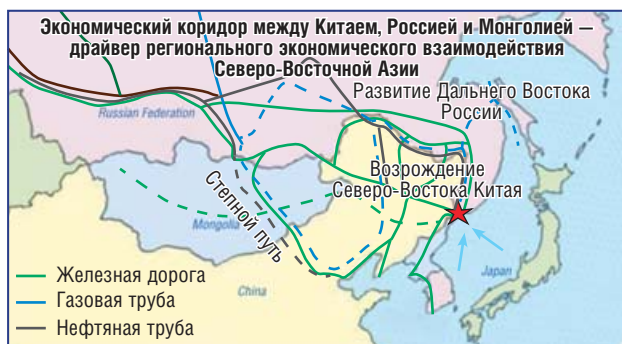 Экономический коридор между Китаем, Россией и Монголией —
драйвер регионального экономического взаимодействия
Северо-Восточной Азии
Развитие Дальнего Востока
России
Russian Federation
Возрождение
Северо-Востока Китая
Степной путь
Mongolia
Железная дорога
Газовая труба
Нефтяная труба
China
Japan